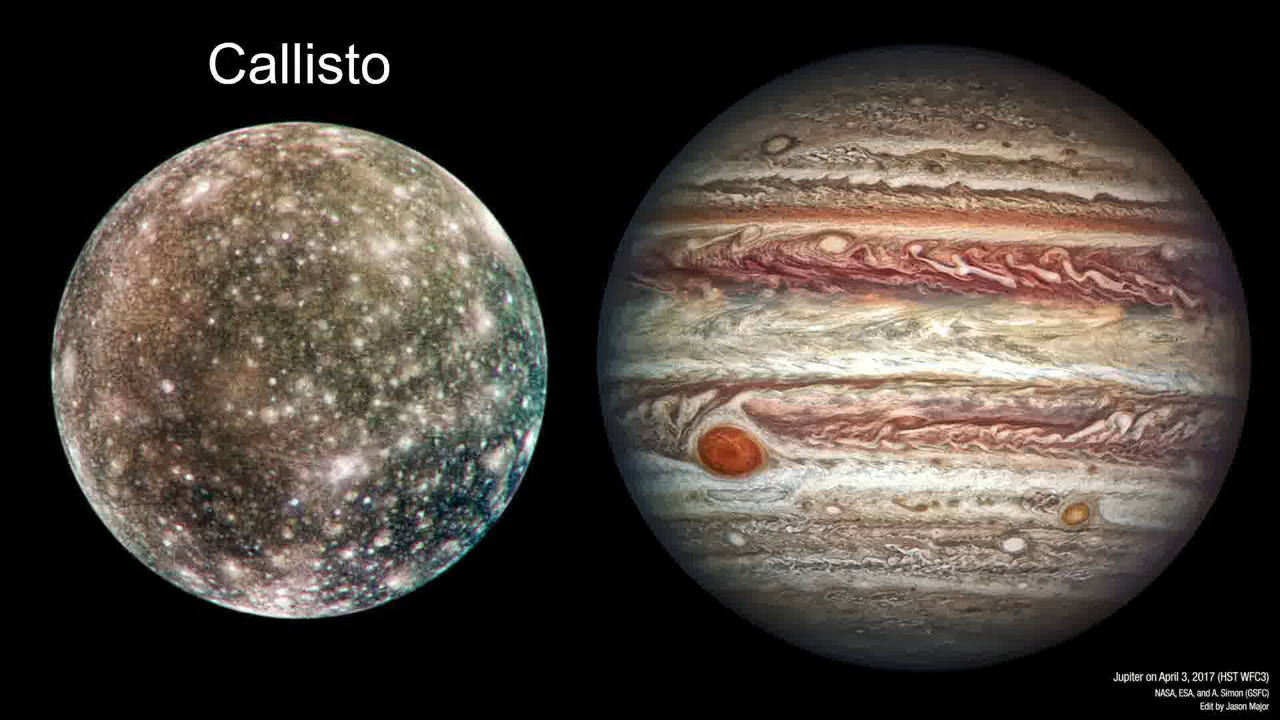 Callisto
Jupiter on April 3, 2017 (HST WFC3)
NASA, ESA, and A. Simon (GSFC)
Edit by Jason Major